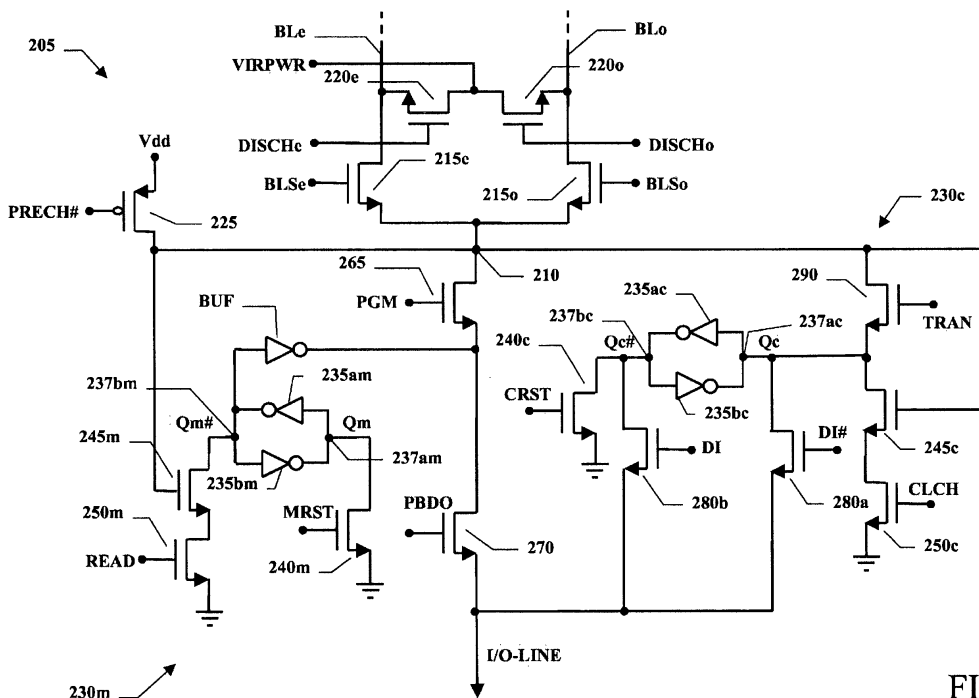 BLe
BLo
205
VIRPWR
220e
220o
Vdd
DISCHe
DISCHo
215e
BLSe
215o
BLSo
PRECH#
225
230c
265
210
290
BUF
PGM
235ac
237bc
237ac
TRAN
240c
237bm
235am
Qc#
Qc
CRST
Qm#
Qm
235bc
245m
237am
DI
DI#
245c
235bm
280b
280a
CLCH
250m
MRST
PBDO
270
250c
READ
240m
I/O-LINE
230m
FI